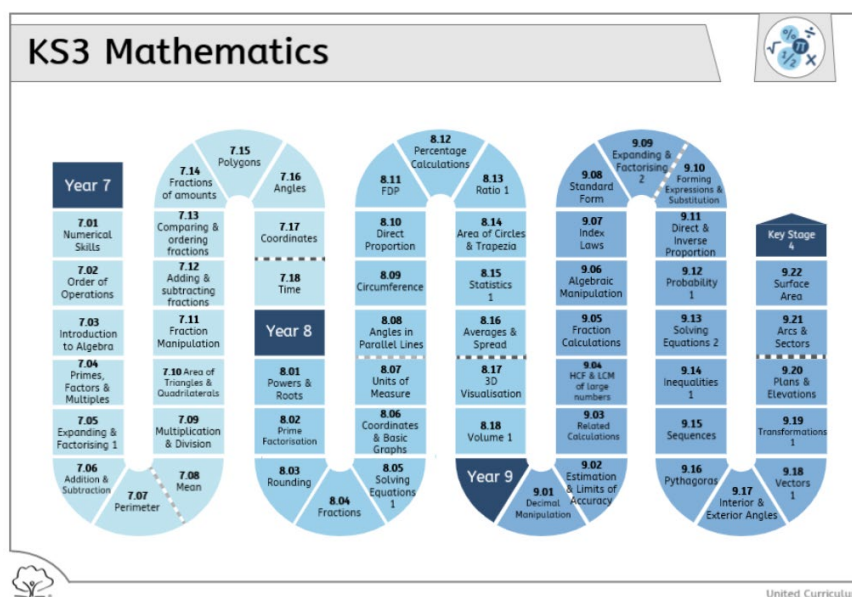 KS3 Mathematics
% ÷
√ π
1/2 ×
Year 7
7.01
Numerical
Skills
7.02
Order of
Operations
7.03
Introduction
to Algebra
7.04
Primes,
Factors &
Multiples
7.05
Expanding &
Factorising 1
7.06
Addition &
Subtraction
7.07
Perimeter
7.08
Mean
7.09
Multiplication
& Division
7.10 Area of
Triangles &
Quadrilaterals
7.11
Fraction
Manipulation
7.12
Adding &
subtracting
fractions
7.13
Comparing &
ordering
fractions
7.14
Fractions
of amounts
7.15
Polygons
7.16
Angles
7.17
Coordinates
7.18
Time
Year 8
8.01
Powers &
Roots
8.02
Prime
Factorisation
8.03
Rounding
8.04
Fractions
8.05
Solving
Equations
1
8.06
Coordinates
& Basic
Graphs
8.07
Units of
Measure
8.08
Angles in
Parallel Lines
8.09
Circumference
8.10
Direct
Proportion
8.11
FDP
8.12
Percentage
Calculations
8.13
Ratio 1
8.14
Area of Circles
& Trapezia
8.15
Statistics
1
8.16
Averages &
Spread
8.17
3D
Visualisation
8.18
Volume 1
Year 9
9.01
Decimal
Manipulation
9.02
Estimation
& Limits of
Accuracy
9.03
Related
Calculations
9.04
HCF & LCM
of large
numbers
9.05
Fraction
Calculations
9.06
Algebraic
Manipulation
9.07
Index
Laws
9.08
Standard
Form
9.09
Expanding &
Factorising
2
9.10
Forming
Expressions &
Substitution
9.11
Direct &
Inverse
Proportion
9.12
Probability
1
9.13
Solving
Equations 2
9.14
Inequalities
1
9.15
Sequences
9.16
Pythagoras
9.17
Interior &
Exterior Angles
9.18
Vectors
1
9.19
Transformations
1
9.20
Plans &
Elevations
9.21
Arcs &
Sectors
9.22
Surface
Area
Key Stage
4
United Curriculu